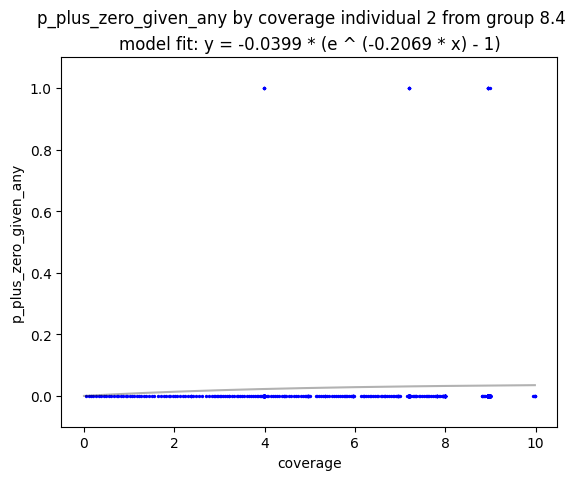 p_plus_zero_given_any by coverage individual 2 from group 8.4
model fit: y = -0.0399 * (e ^ (-0.2069 * x) - 1)
p_plus_zero_given_any
1.0
0.8
0.6
0.4
0.2
0.0
0 2 4 6 8 10
coverage